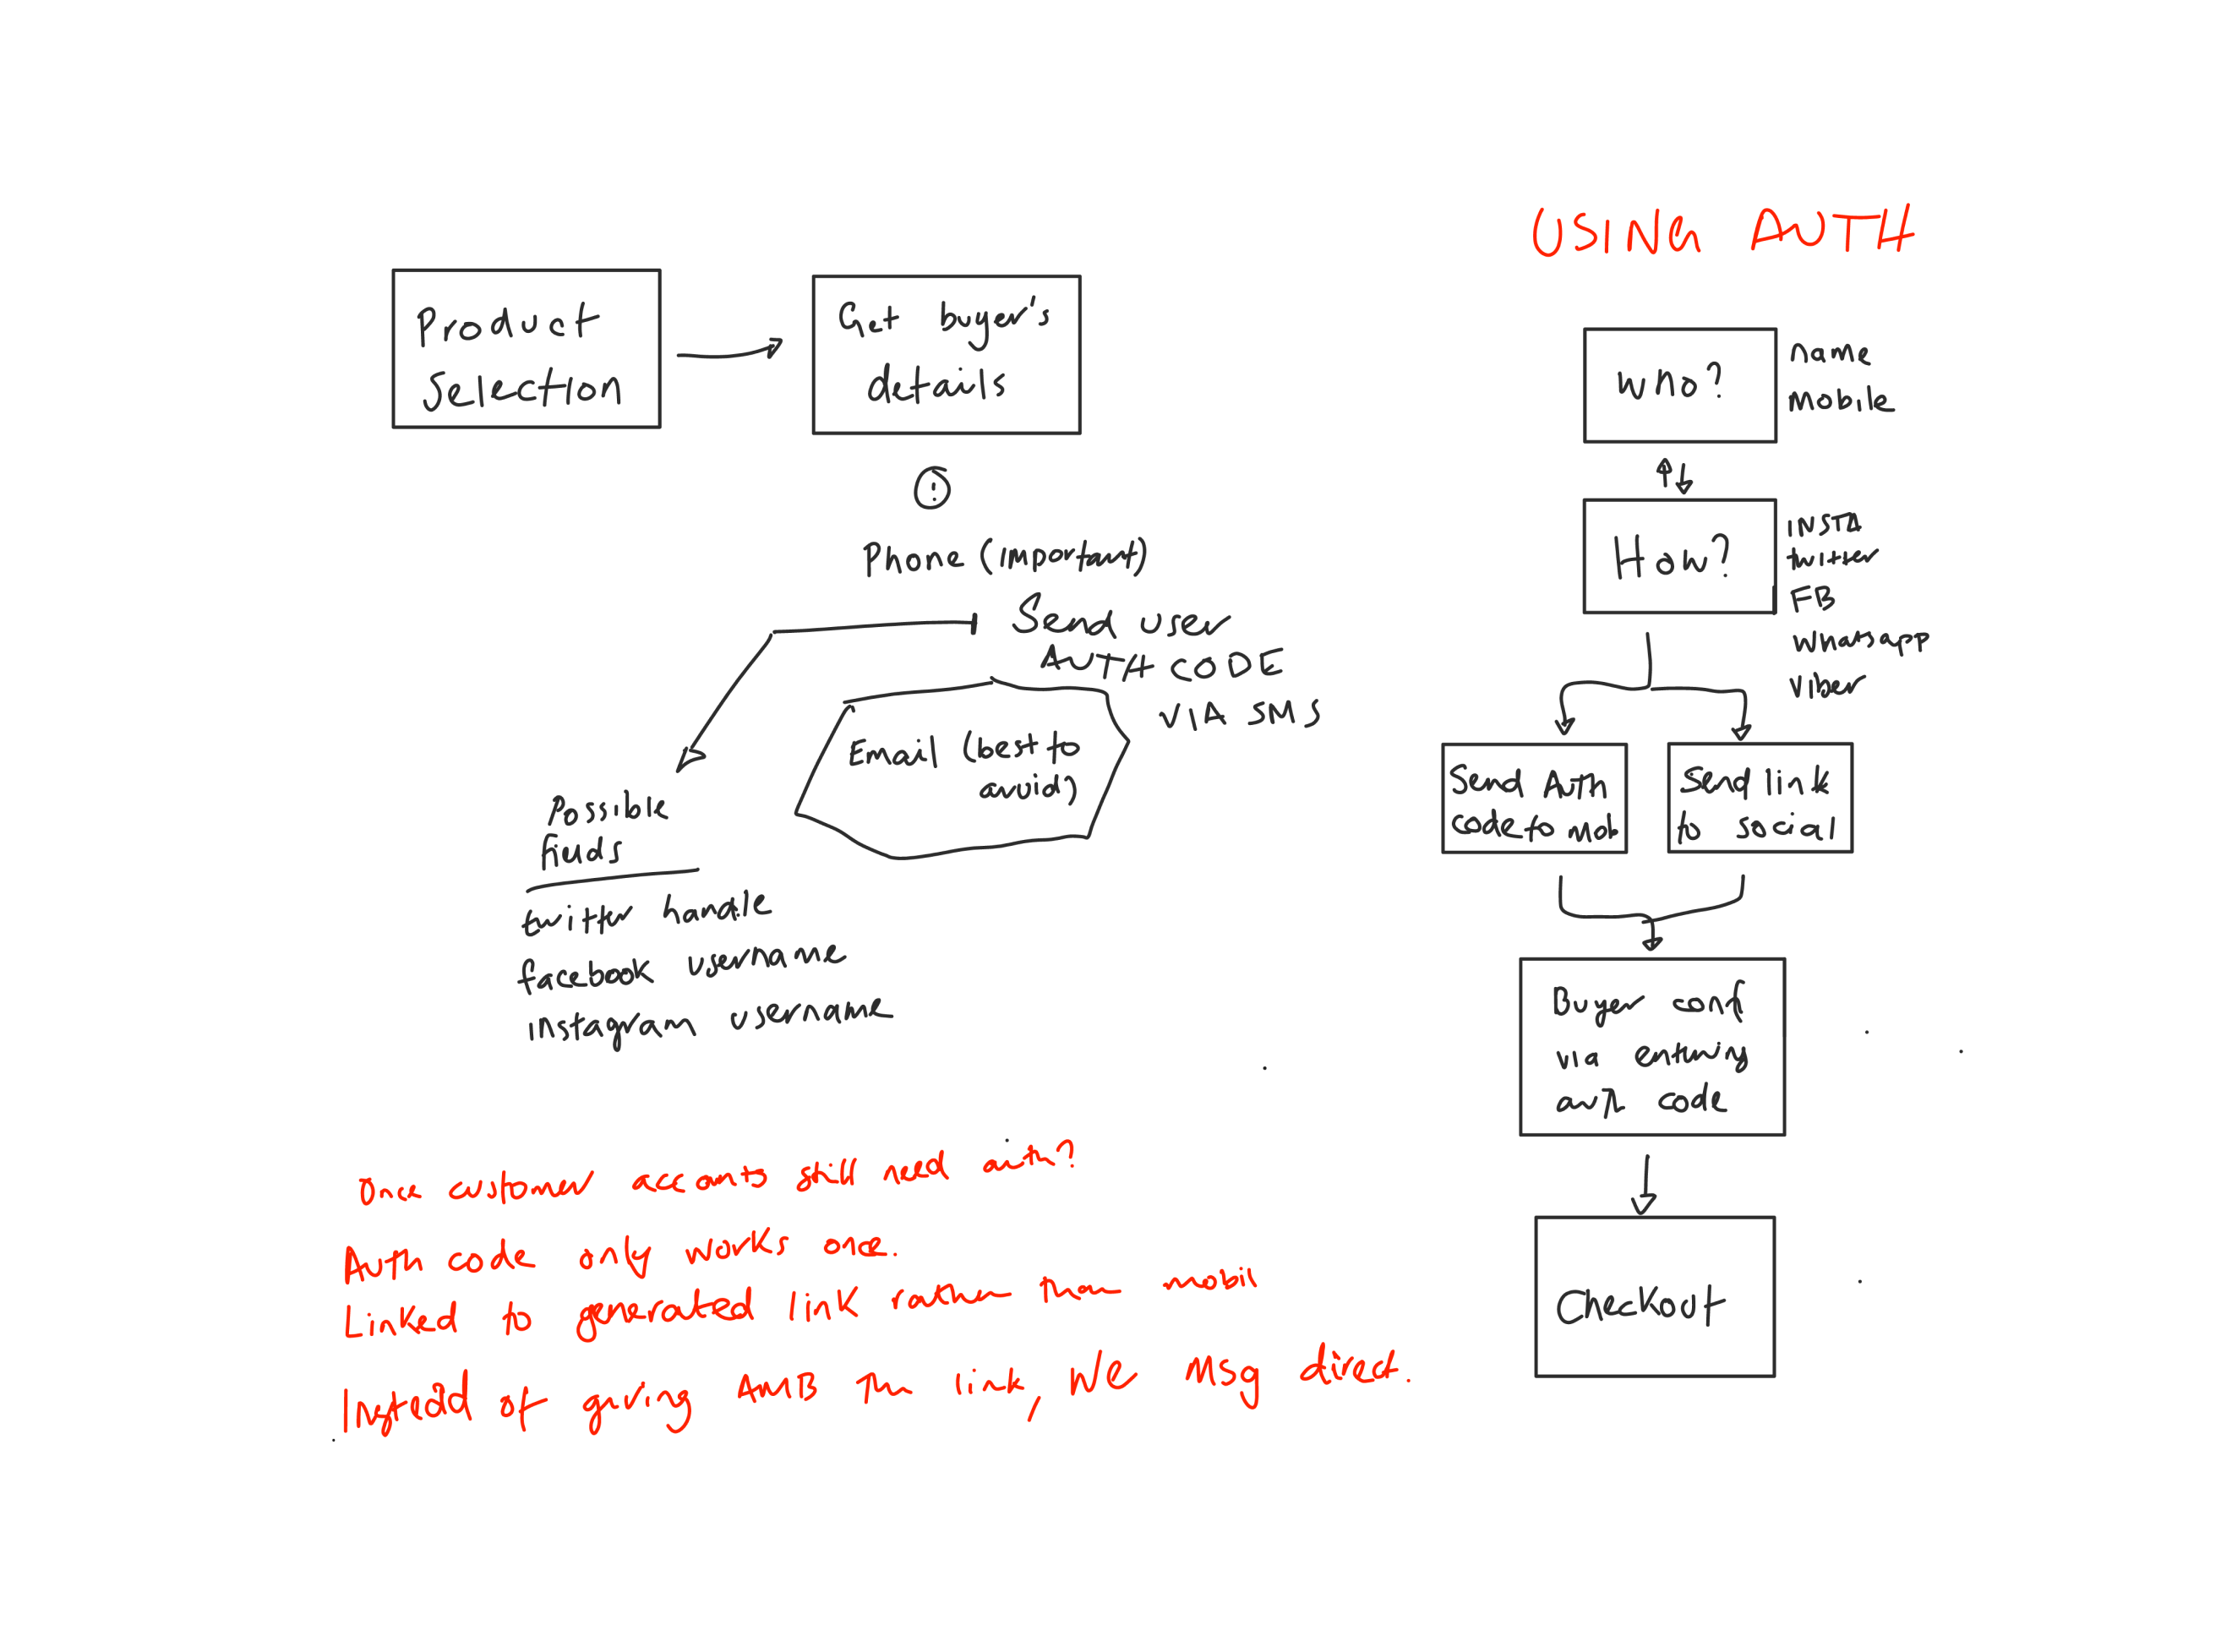 Product
Selection
Get buyer's
details
!
Phone (important)
Send user
AUTH CODE
VIA SMS
Email (best to
avoid)
Possible
fields
twitter handle
facebook username
instagram username
One customer accounts still need auth?
Auth code only works once.
Linked to generated link rather than mobil
Instead of giving AMB The link, WE MSg direct.
USING AUTH
Who?
name
mobile
How?
INSTA
twitter
FB
Whatsapp
Viber
Send Auth
code to mob
Send link
to social
Buyer conf
via entering
auth code
Checkout